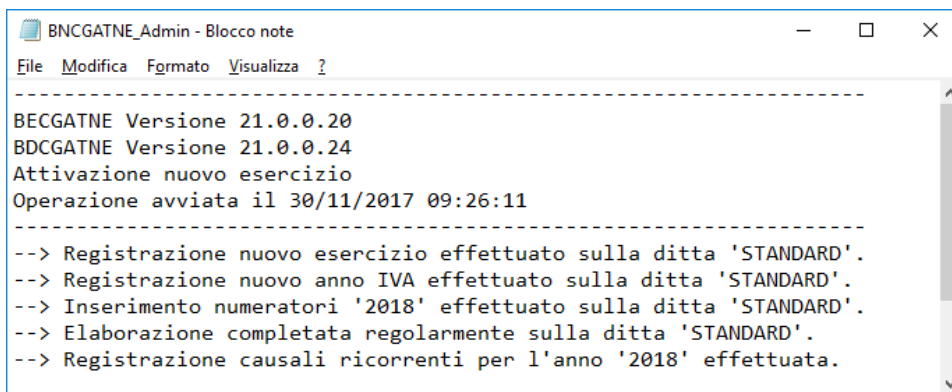 BNCGATNE_Admin - Blocco note
File Modifica Formato Visualizza ?
--------------------------------------------------------------------
BECGATNE Versione 21.0.0.20
BDCGATNE Versione 21.0.0.24
Attivazione nuovo esercizio
Operazione avviata il 30/11/2017 09:26:11
--------------------------------------------------------------------
--> Registrazione nuovo esercizio effettuato sulla ditta 'STANDARD'.
--> Registrazione nuovo anno IVA effettuato sulla ditta 'STANDARD'.
--> Inserimento numeratori '2018' effettuato sulla ditta 'STANDARD'.
--> Elaborazione completata regolarmente sulla ditta 'STANDARD'.
--> Registrazione causali ricorrenti per l'anno '2018' effettuata.